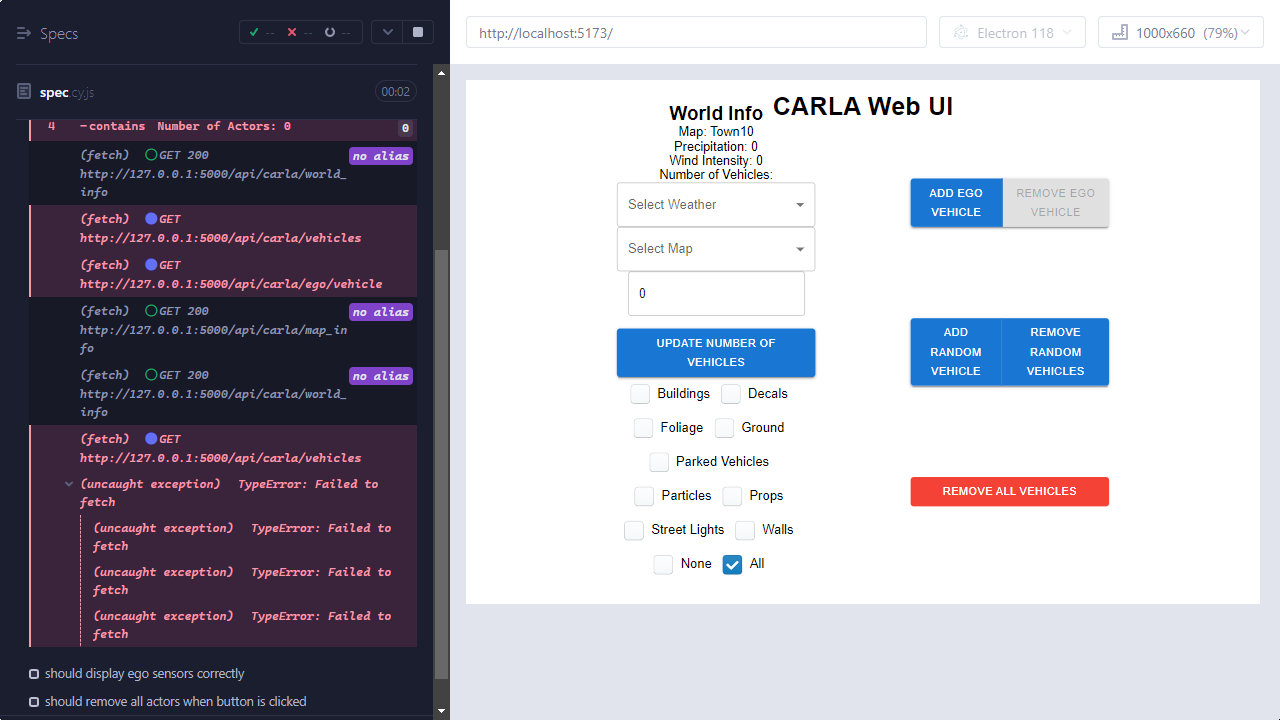 Specs
-- -- --
spec.cy.js
00:02
4 -contains Number of Actors: 0
0
(fetch) GET 200
no alias
http://127.0.0.1:5000/api/carla/world_
info
(fetch) GET
http://127.0.0.1:5000/api/carla/vehicles
(fetch) GET
http://127.0.0.1:5000/api/carla/ego/vehicle
(fetch) GET 200
no alias
http://127.0.0.1:5000/api/carla/map_in
fo
(fetch) GET 200
no alias
http://127.0.0.1:5000/api/carla/world_
info
(fetch) GET
http://127.0.0.1:5000/api/carla/vehicles
(uncaught exception) TypeError: Failed to
fetch
(uncaught exception) TypeError: Failed to
fetch
(uncaught exception) TypeError: Failed to
fetch
(uncaught exception) TypeError: Failed to
fetch
should display ego sensors correctly
should remove all actors when button is clicked
http://localhost:5173/
Electron 118
1000x660 (79%)
CARLA Web UI
World Info
Map: Town10
Precipitation: 0
Wind Intensity: 0
Number of Vehicles:
Select Weather
Select Map
0
UPDATE NUMBER OF
VEHICLES
Buildings
Decals
Foliage
Ground
Parked Vehicles
Particles
Props
Street Lights
Walls
None
All
ADD EGO
VEHICLE
REMOVE EGO
VEHICLE
ADD
RANDOM
VEHICLE
REMOVE
RANDOM
VEHICLES
REMOVE ALL VEHICLES